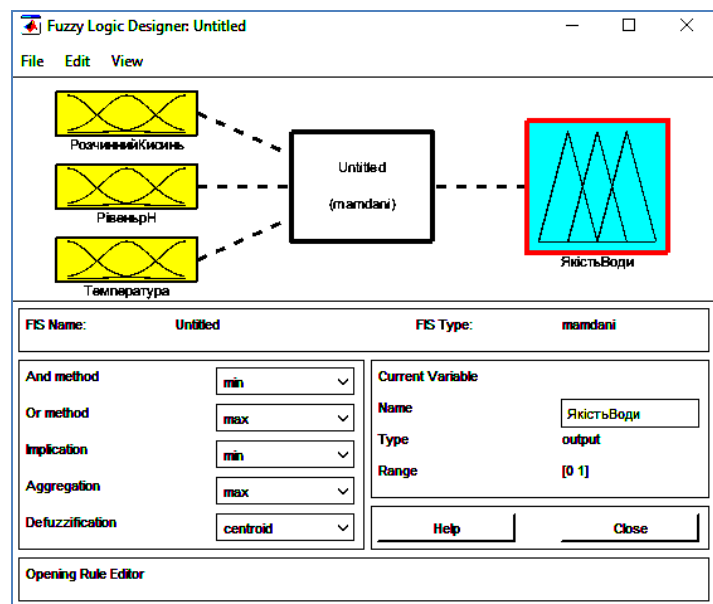 Fuzzy Logic Designer: Untitled
File Edit View
РозчиннийКисинь
РівеньрН
Температура
Untitled
(mamdani)
ЯкістьВоди
FIS Name: Untitled FIS Type: mamdani
And method min
Or method max
Implication min
Aggregation max
Defuzzification centroid
Current Variable
Name ЯкістьВоди
Type output
Range [0 1]
Help Close
Opening Rule Editor